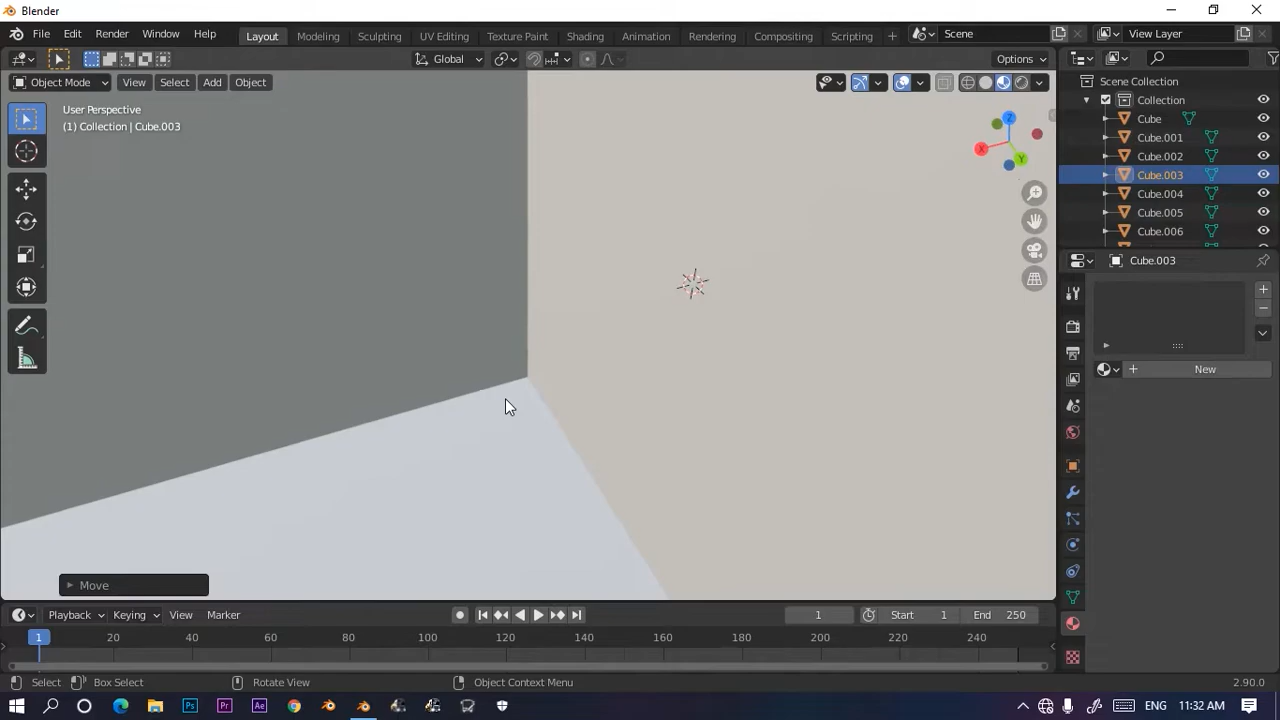 Blender
File Edit Render Window Help
Layout Modeling Sculpting UV Editing Texture Paint Shading Animation Rendering Compositing Scripting
Scene
View Layer
Global
Options
Object Mode View Select Add Object
User Perspective
(1) Collection | Cube.003
Z
X
Y
Scene Collection
Collection
Cube
Cube.001
Cube.002
Cube.003
Cube.004
Cube.005
Cube.006
Cube.003
New
Move
Playback Keying View Marker
1
Start 1
End 250
1 20 40 60 80 100 120 140 160 180 200 220 240
Select
Box Select
Rotate View
Object Context Menu
2.90.0
Ps Pr Ae
ENG
11:32 AM